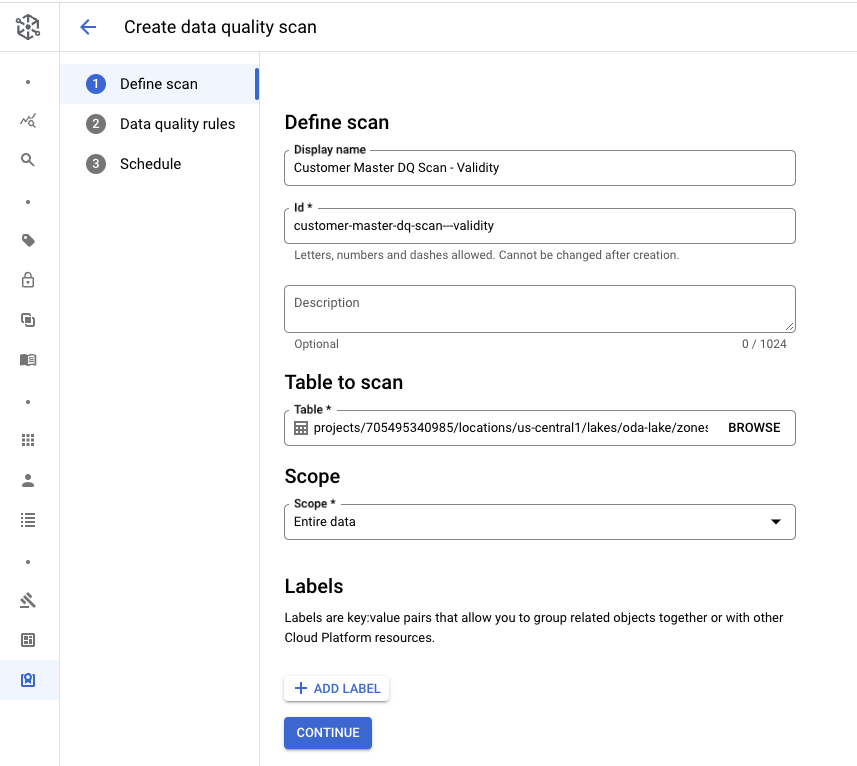 Create data quality scan
1 Define scan
2 Data quality rules
3 Schedule
Define scan
Display name
Customer Master DQ Scan - Validity
Id *
customer-master-dq-scan---validity
Letters, numbers and dashes allowed. Cannot be changed after creation.
Description
Optional 0 / 1024
Table to scan
Table *
projects/705495340985/locations/us-central1/lakes/oda-lake/zones BROWSE
Scope
Scope *
Entire data
Labels
Labels are key:value pairs that allow you to group related objects together or with other
Cloud Platform resources.
+ ADD LABEL
CONTINUE